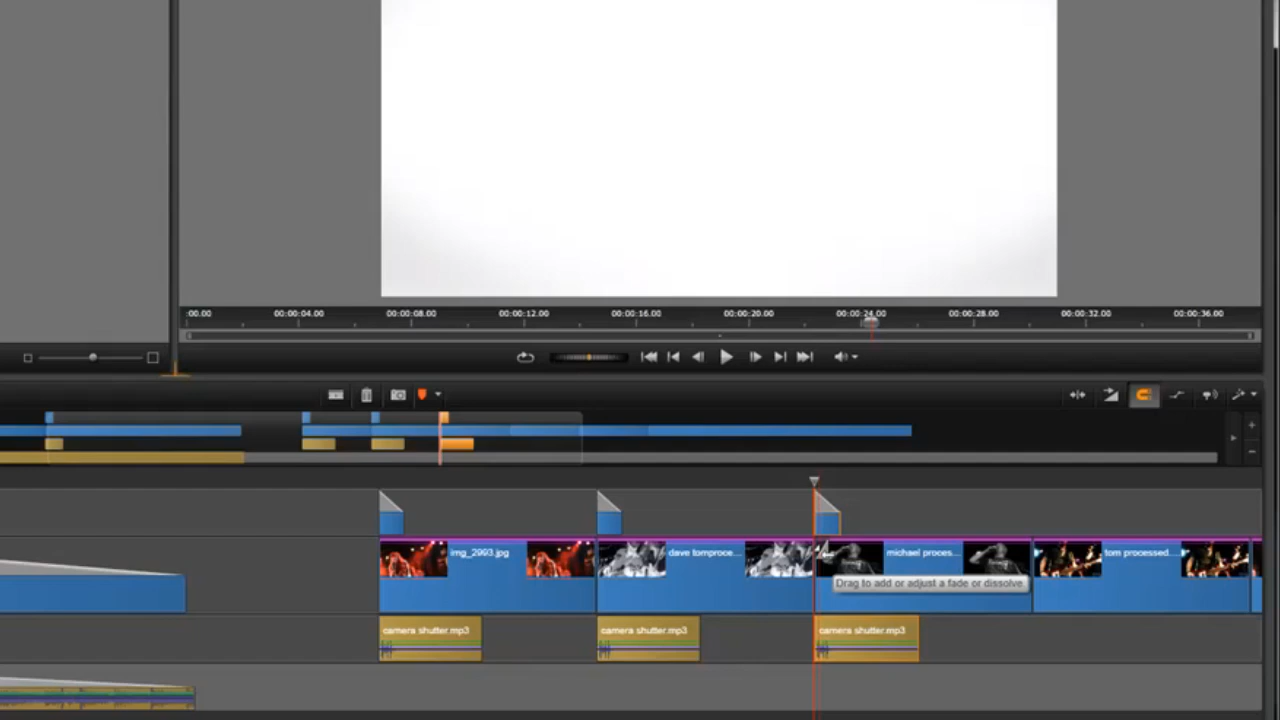 :00.00 00:00:04.00 00:00:08.00 00:00:12.00 00:00:16.00 00:00:20.00 00:00:24.00 00:00:28.00 00:00:32.00 00:00:36.00
img_2993.jpg dave tomproce... michael proces... tom processed...
Drag to add or adjust a fade or dissolve
camera shutter.mp3 camera shutter.mp3 camera shutter.mp3